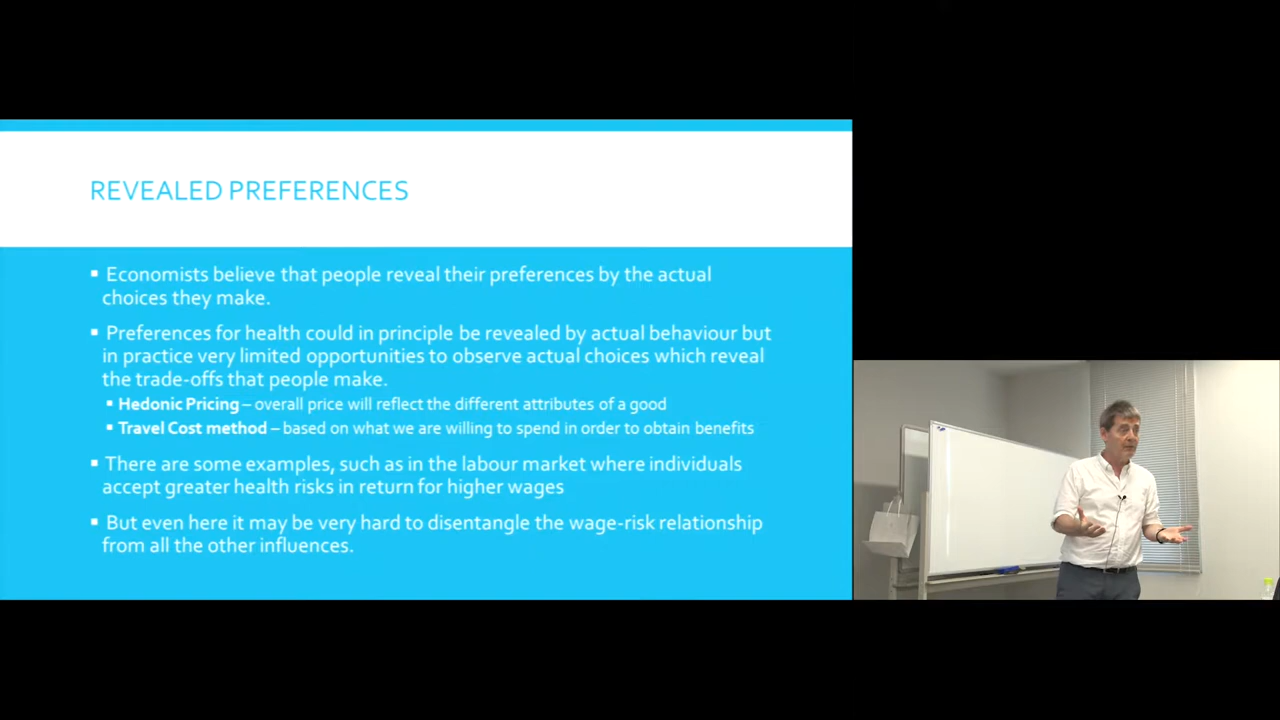 REVEALED PREFERENCES
▪ Economists believe that people reveal their preferences by the actual
choices they make.
▪ Preferences for health could in principle be revealed by actual behaviour but
in practice very limited opportunities to observe actual choices which reveal
the trade-offs that people make.
▪ Hedonic Pricing – overall price will reflect the different attributes of a good
▪ Travel Cost method – based on what we are willing to spend in order to obtain benefits
▪ There are some examples, such as in the labour market where individuals
accept greater health risks in return for higher wages
▪ But even here it may be very hard to disentangle the wage-risk relationship
from all the other influences.